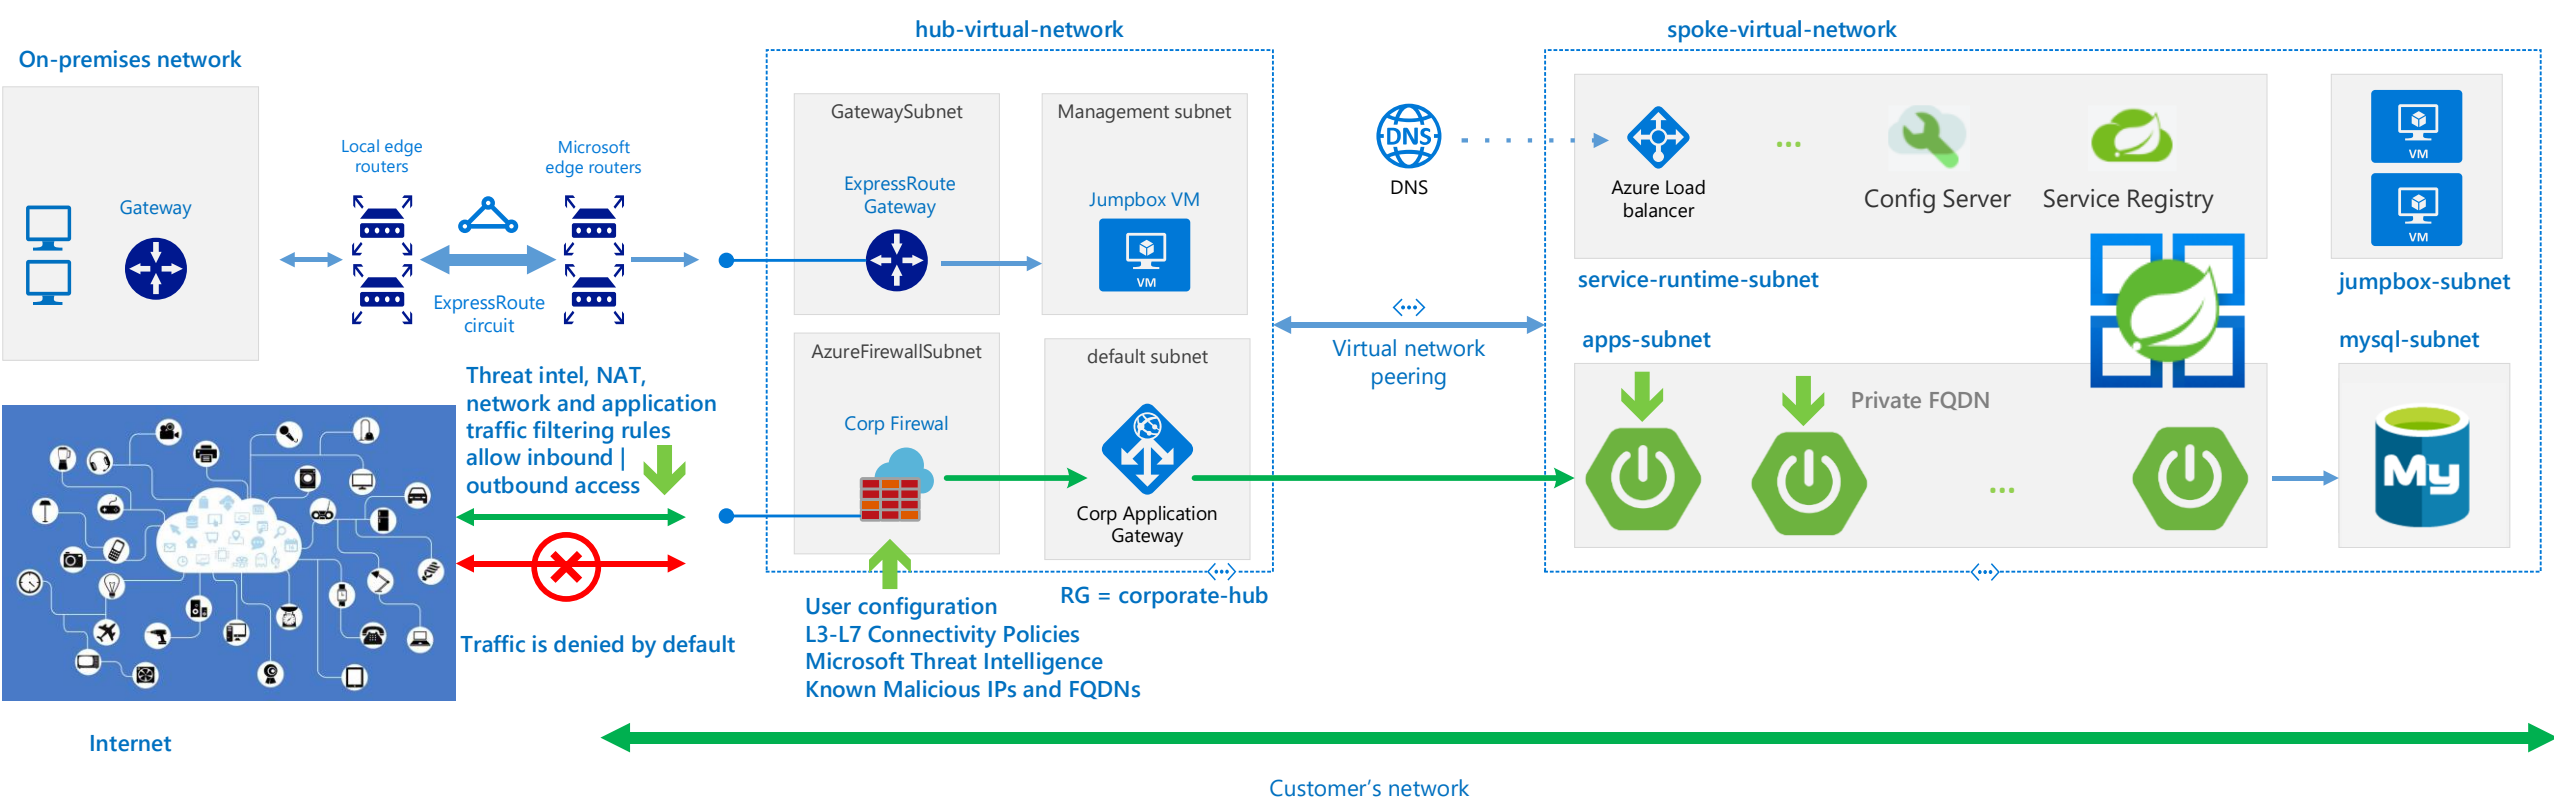 On-premises network
Gateway
Local edge
routers
ExpressRoute
circuit
Microsoft
edge routers
hub-virtual-network
GatewaySubnet
ExpressRoute
Gateway
Management subnet
Jumpbox VM
VM
AzureFirewallSubnet
Corp Firewal
default subnet
Corp Application
Gateway
RG = corporate-hub
User configuration
L3-L7 Connectivity Policies
Microsoft Threat Intelligence
Known Malicious IPs and FQDNs
Threat intel, NAT,
network and application
traffic filtering rules
allow inbound |
outbound access
Traffic is denied by default
Internet
Virtual network
peering
DNS
DNS
spoke-virtual-network
Azure Load
balancer
...
Config Server
Service Registry
service-runtime-subnet
VM
VM
jumpbox-subnet
apps-subnet
Private FQDN
...
mysql-subnet
My
Customer's network